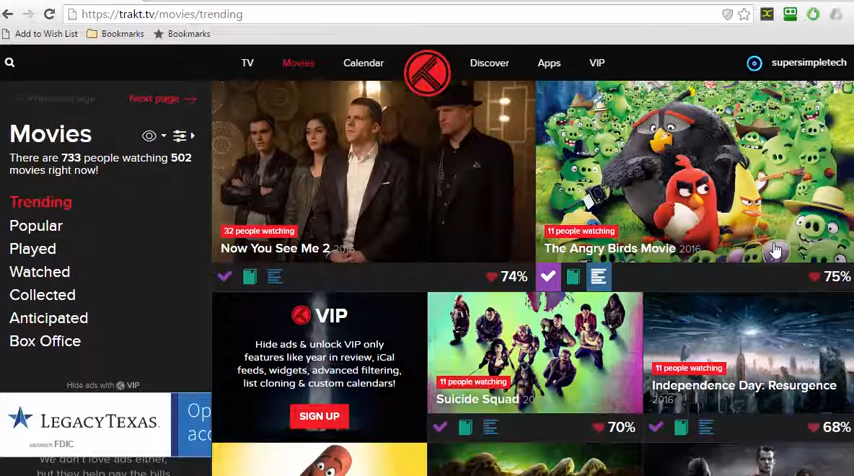 https://trakt.tv/movies/trending
Add to Wish List Bookmarks Bookmarks
TV Movies Calendar Discover Apps VIP supersimpletech
Previous page Next page →
Movies
There are 733 people watching 502
movies right now!
Trending
Popular
Played
Watched
Collected
Anticipated
Box Office
Hide ads with VIP
LEGACYTEXAS.
MEMBER FDIC
We don't love ads either,
but they help pay the bills
32 people watching
Now You See Me 2 2016
74%
11 people watching
The Angry Birds Movie 2016
75%
VIP
Hide ads & unlock VIP only
features like year in review, iCal
feeds, widgets, advanced filtering,
list cloning & custom calendars!
SIGN UP
11 people watching
Suicide Squad
70%
11 people watching
Independence Day: Resurgence
2016
68%